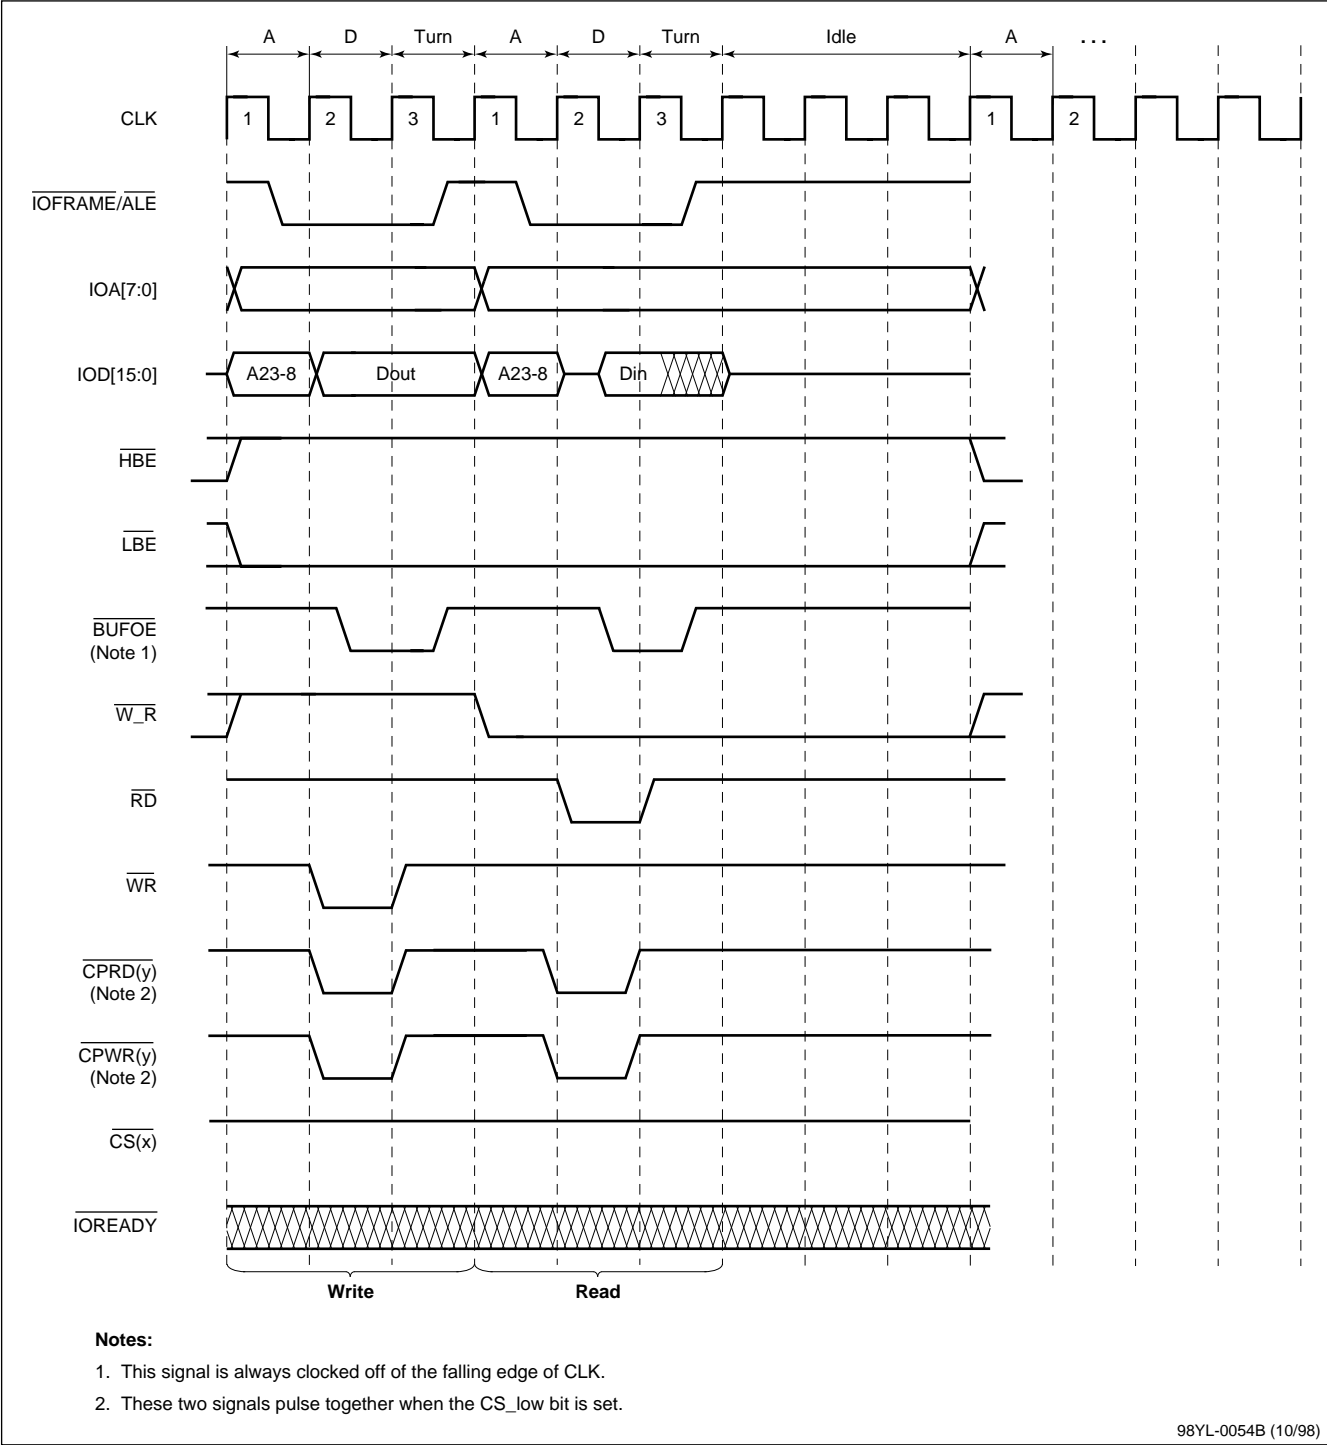 A D Turn A D Turn Idle A ...
CLK 1 2 3 1 2 3 1 2
IOFRAME/ALE
IOA[7:0]
IOD[15:0] A23-8 Dout A23-8 Din
HBE
LBE
BUFOE
(Note 1)
W_R
RD
WR
CPRD(y)
(Note 2)
CPWR(y)
(Note 2)
CS(x)
IOREADY
Write Read
Notes:
1. This signal is always clocked off of the falling edge of CLK.
2. These two signals pulse together when the CS_low bit is set.
98YL-0054B (10/98)